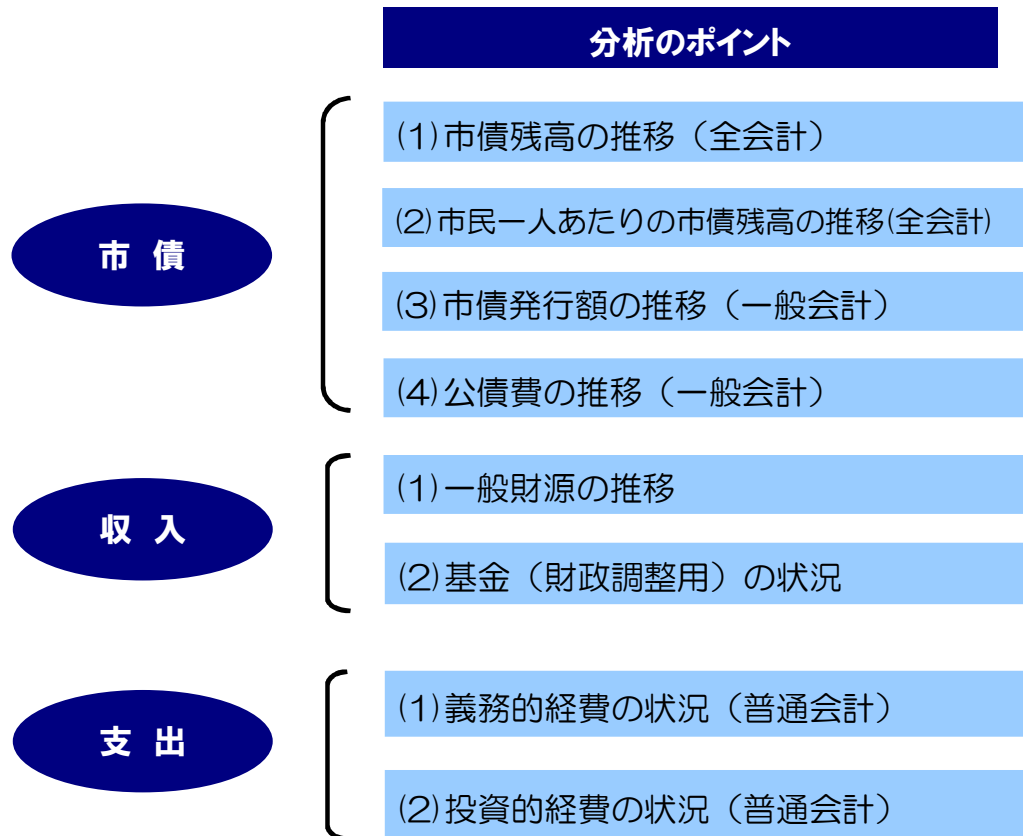 分析のポイント
市 債
(1)市債残高の推移（全会計）
(2)市民一人あたりの市債残高の推移(全会計)
(3)市債発行額の推移（一般会計）
(4)公債費の推移（一般会計）
収 入
(1)一般財源の推移
(2)基金（財政調整用）の状況
支 出
(1)義務的経費の状況（普通会計）
(2)投資的経費の状況（普通会計）